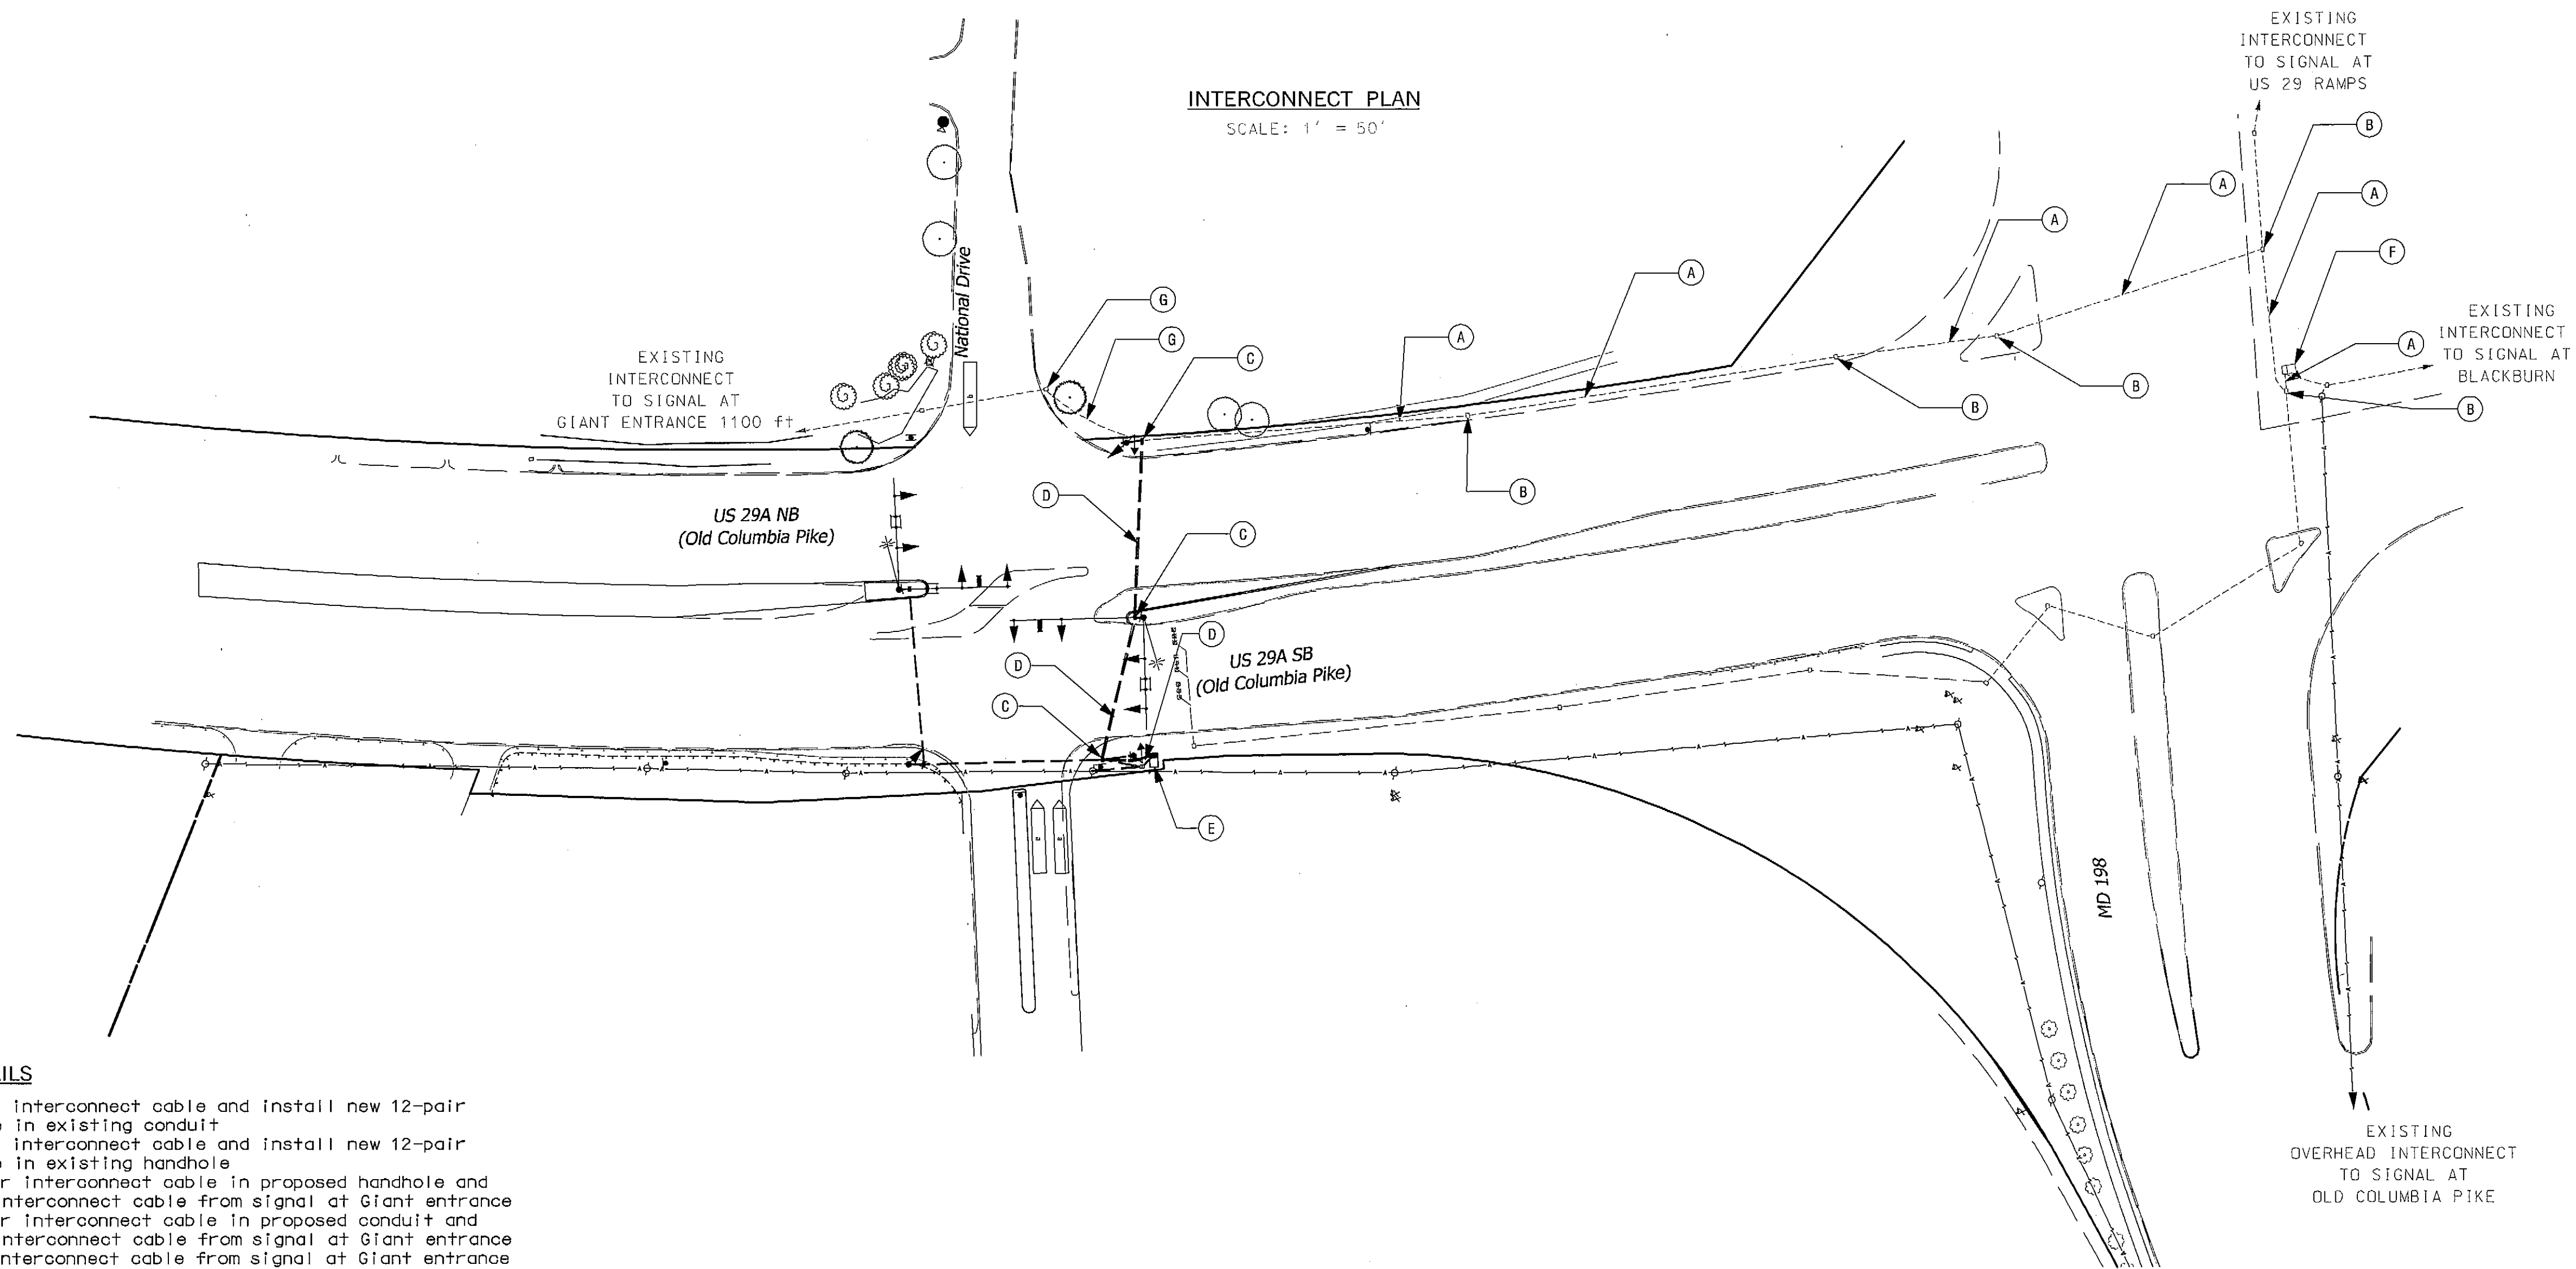 EXISTING
INTERCONNECT
TO SIGNAL AT
US 29 RAMPS
INTERCONNECT PLAN
SCALE: 1' = 50'
B
A
A
A
F
A
G
G
A
C
National Drive
EXISTING
INTERCONNECT
TO SIGNAL AT
BLACKBURN
A
B
B
B
B
EXISTING
INTERCONNECT
TO SIGNAL AT
GIANT ENTRANCE 1100 ft
D
C
US 29A NB
(Old Columbia Pike)
D
D
C
US 29A SB
(Old Columbia Pike)
E
MD 198
EXISTING
OVERHEAD INTERCONNECT
TO SIGNAL AT
OLD COLUMBIA PIKE
ILS
interconnect cable and install new 12-pair
in existing conduit
interconnect cable and install new 12-pair
in existing handhole
r interconnect cable in proposed handhole and
nterconnect cable from signal at Giant entrance
r interconnect cable in proposed conduit and
nterconnect cable from signal at Giant entrance
nterconnect cable from signal at Giant entrance